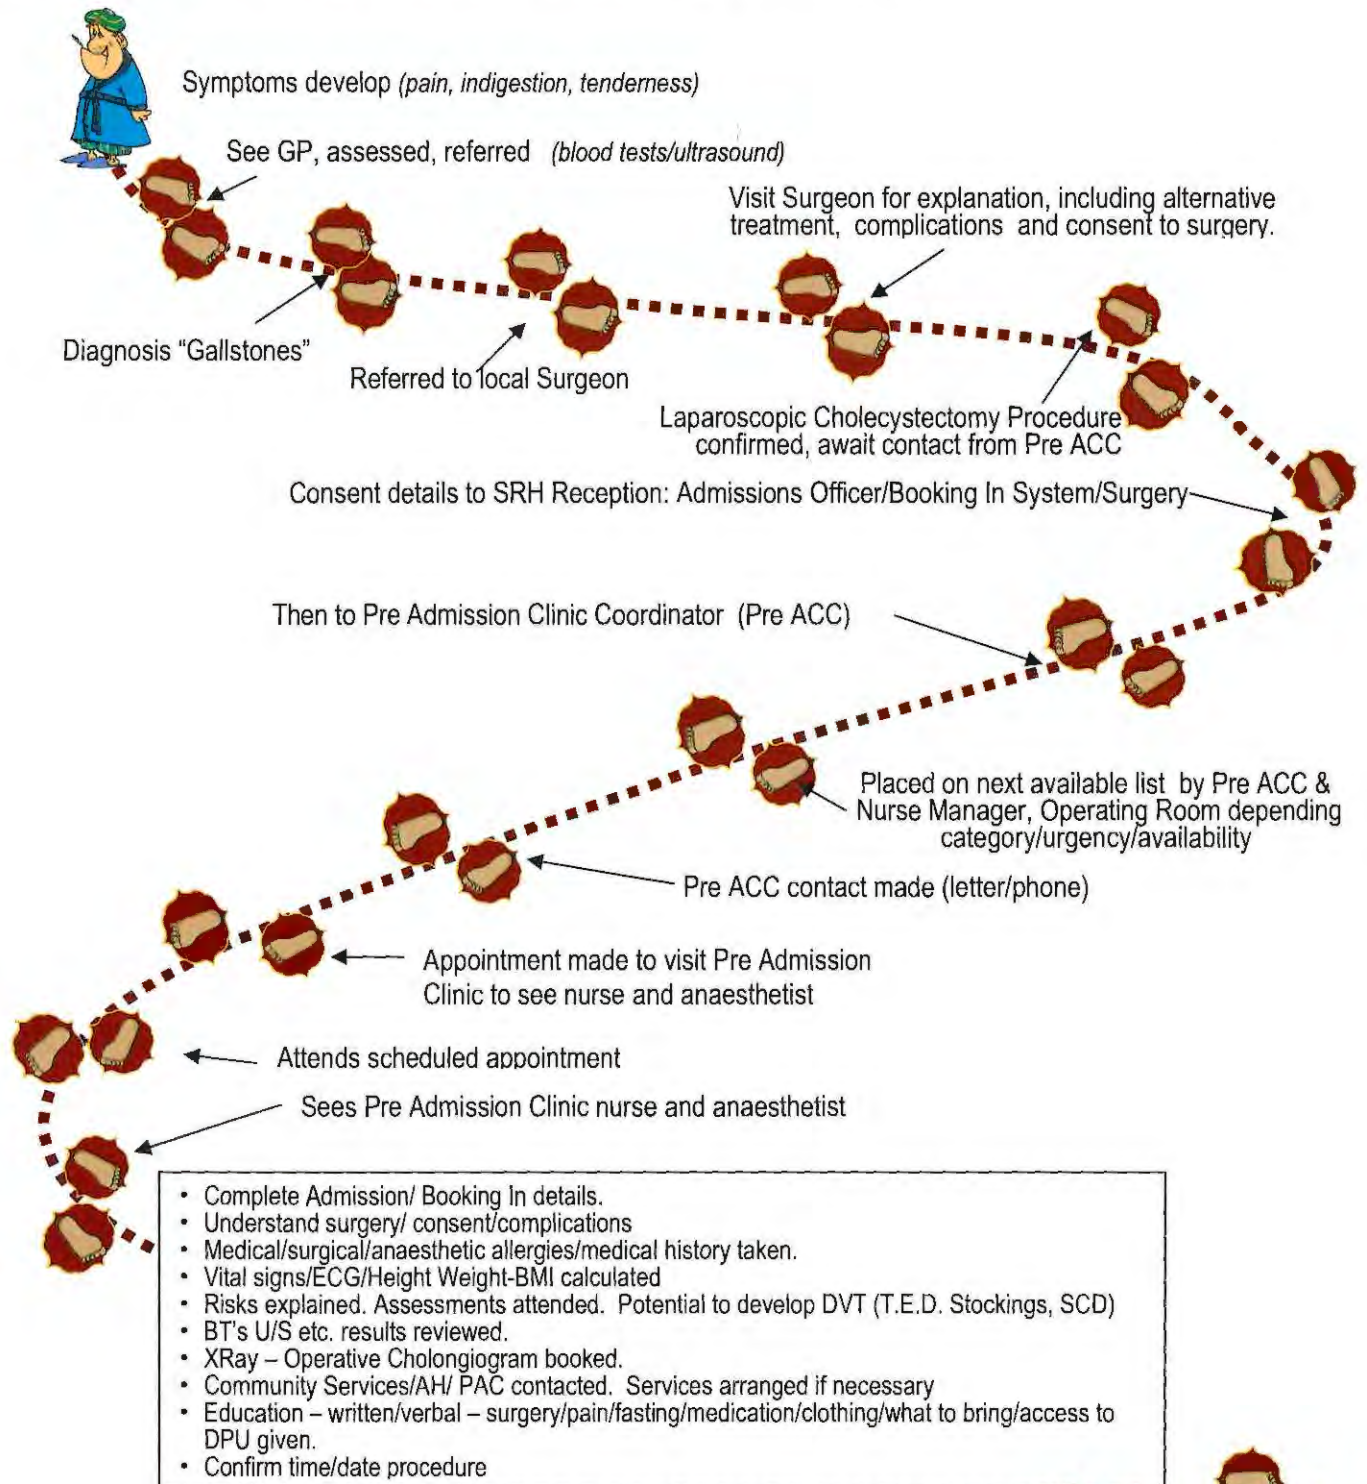 Symptoms develop (pain, indigestion, tenderness)
See GP, assessed, referred (blood tests/ultrasound)
Visit Surgeon for explanation, including alternative
treatment, complications and consent to surgery.
Diagnosis "Gallstones"
Referred to local Surgeon
Laparoscopic Cholecystectomy Procedure
confirmed, await contact from Pre ACC
Consent details to SRH Reception: Admissions Officer/Booking In System/Surgery
Then to Pre Admission Clinic Coordinator (Pre ACC)
Placed on next available list by Pre ACC &
Nurse Manager, Operating Room depending
category/urgency/availability
Pre ACC contact made (letter/phone)
Appointment made to visit Pre Admission
Clinic to see nurse and anaesthetist
Attends scheduled appointment
Sees Pre Admission Clinic nurse and anaesthetist
• Complete Admission/ Booking In details.
• Understand surgery/ consent/complications
• Medical/surgical/anaesthetic allergies/medical history taken.
• Vital signs/ECG/Height Weight-BMI calculated
• Risks explained. Assessments attended. Potential to develop DVT (T.E.D. Stockings, SCD)
• BT's U/S etc. results reviewed.
• XRay – Operative Cholongiogram booked.
• Community Services/AH/ PAC contacted. Services arranged if necessary
• Education – written/verbal – surgery/pain/fasting/medication/clothing/what to bring/access to
DPU given.
• Confirm time/date procedure